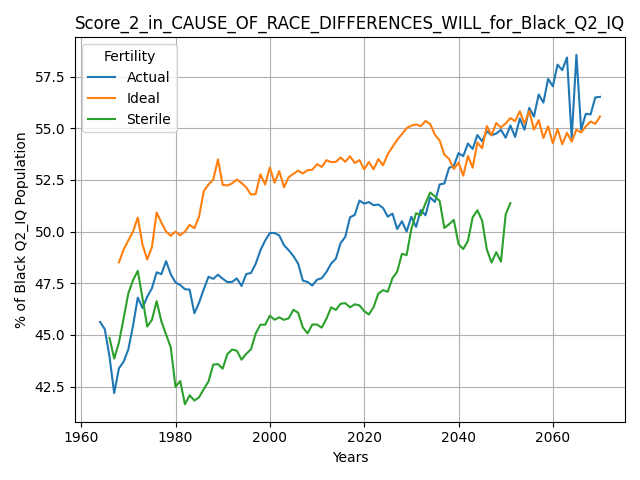 Score_2_in_CAUSE_OF_RACE_DIFFERENCES_WILL_for_Black_Q2_IQ
Fertility
Actual
Ideal
Sterile
% of Black Q2_IQ Population
57.5
55.0
52.5
50.0
47.5
45.0
42.5
1960
1980
2000
2020
2040
2060
Years